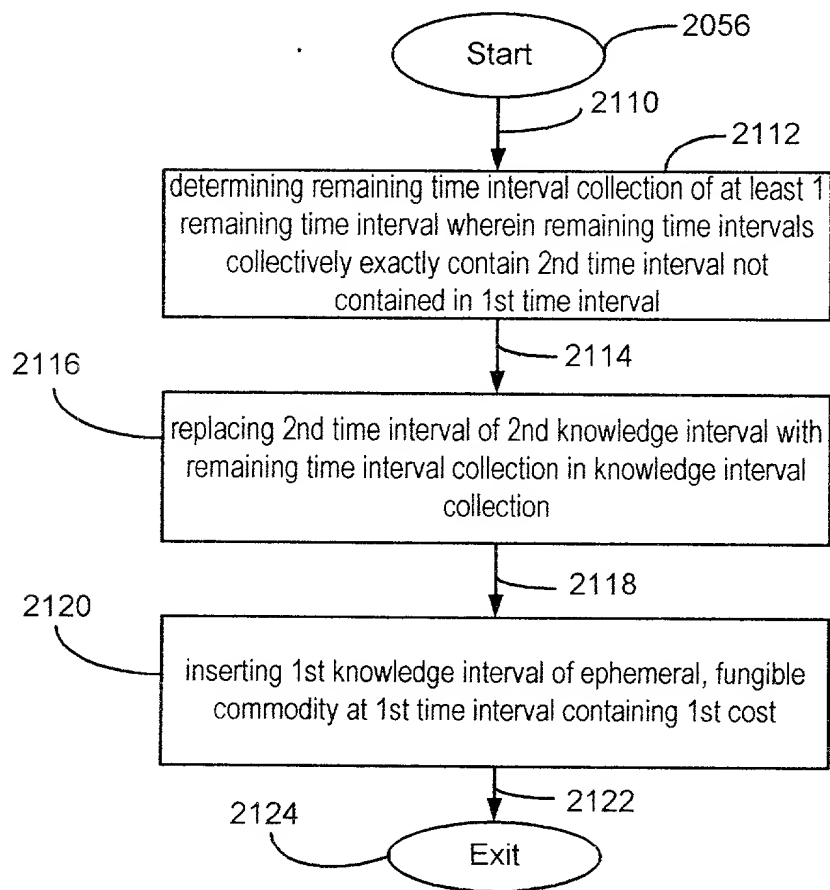 Start
2056
2110
2112
determining remaining time interval collection of at least 1
remaining time interval wherein remaining time intervals
collectively exactly contain 2nd time interval not
contained in 1st time interval
2114
2116
replacing 2nd time interval of 2nd knowledge interval with
remaining time interval collection in knowledge interval
collection
2118
2120
inserting 1st knowledge interval of ephemeral, fungible
commodity at 1st time interval containing 1st cost
2122
2124
Exit